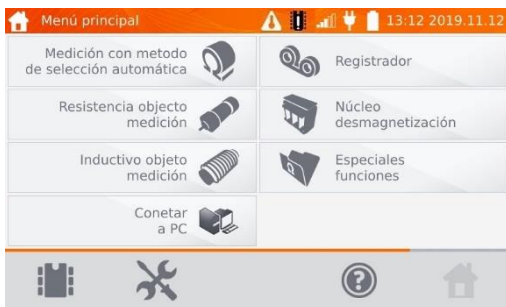 Menú principal
13:12 2019.11.12
Medición con metodo
de selección automática
Registrador
Resistencia objecto
medición
Núcleo
desmagnetización
Inductivo objeto
medición
Especiales
funciones
Conetar
a PC